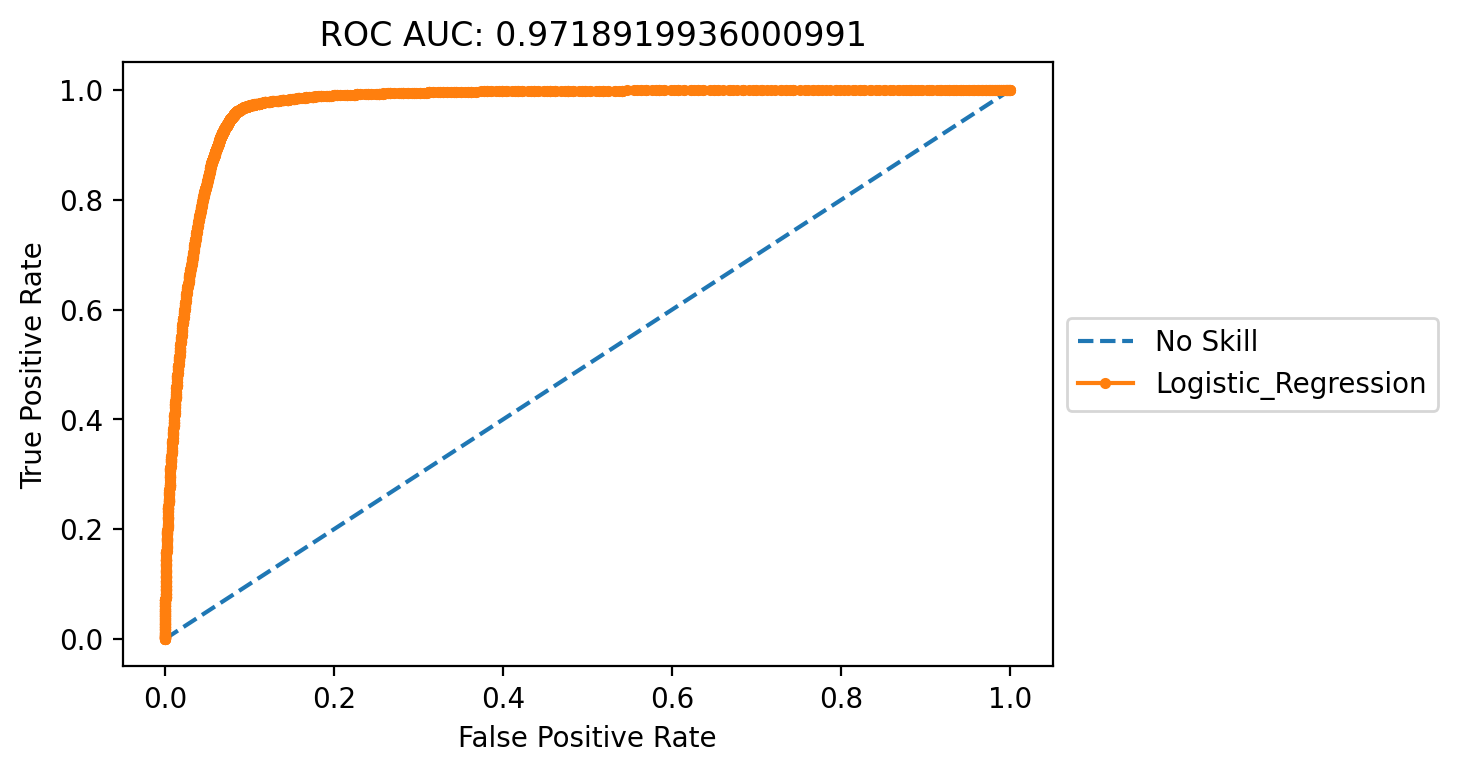 ROC AUC: 0.9718919936000991
True Positive Rate
1.0
0.8
0.6
0.4
0.2
0.0
0.0 0.2 0.4 0.6 0.8 1.0
False Positive Rate
No Skill
Logistic_Regression